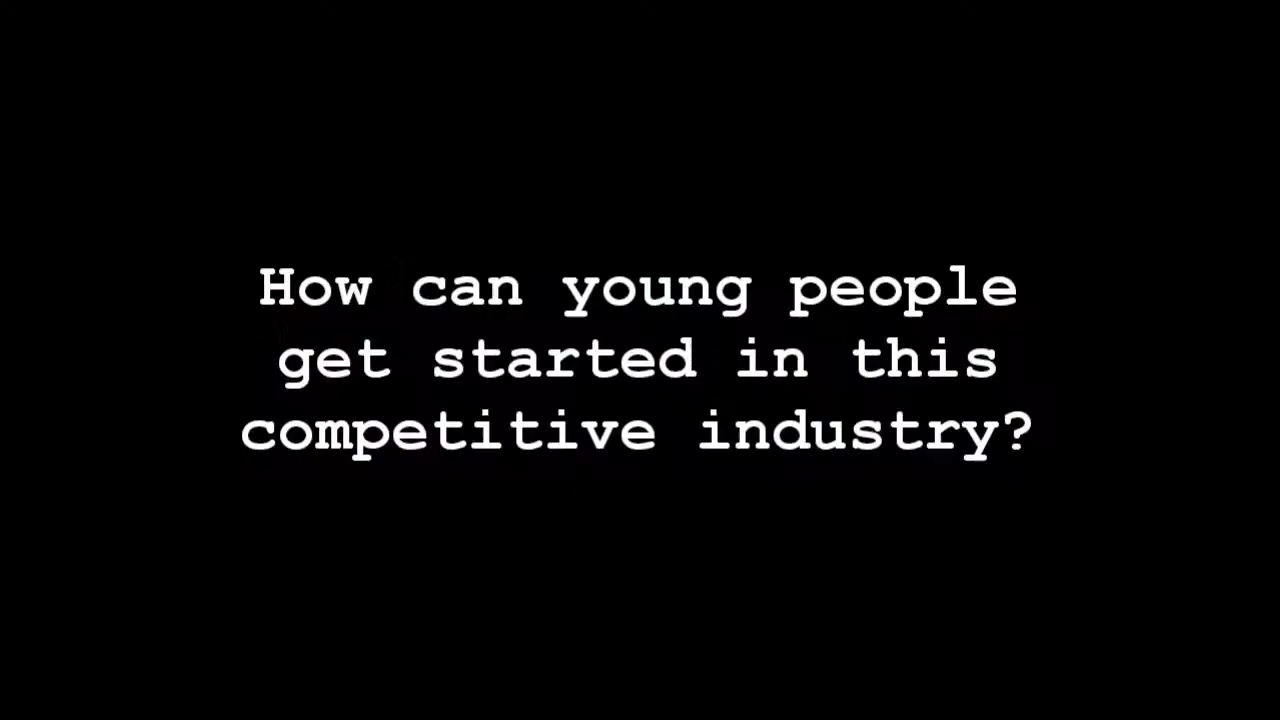 How can young people
get started in this
competitive industry?